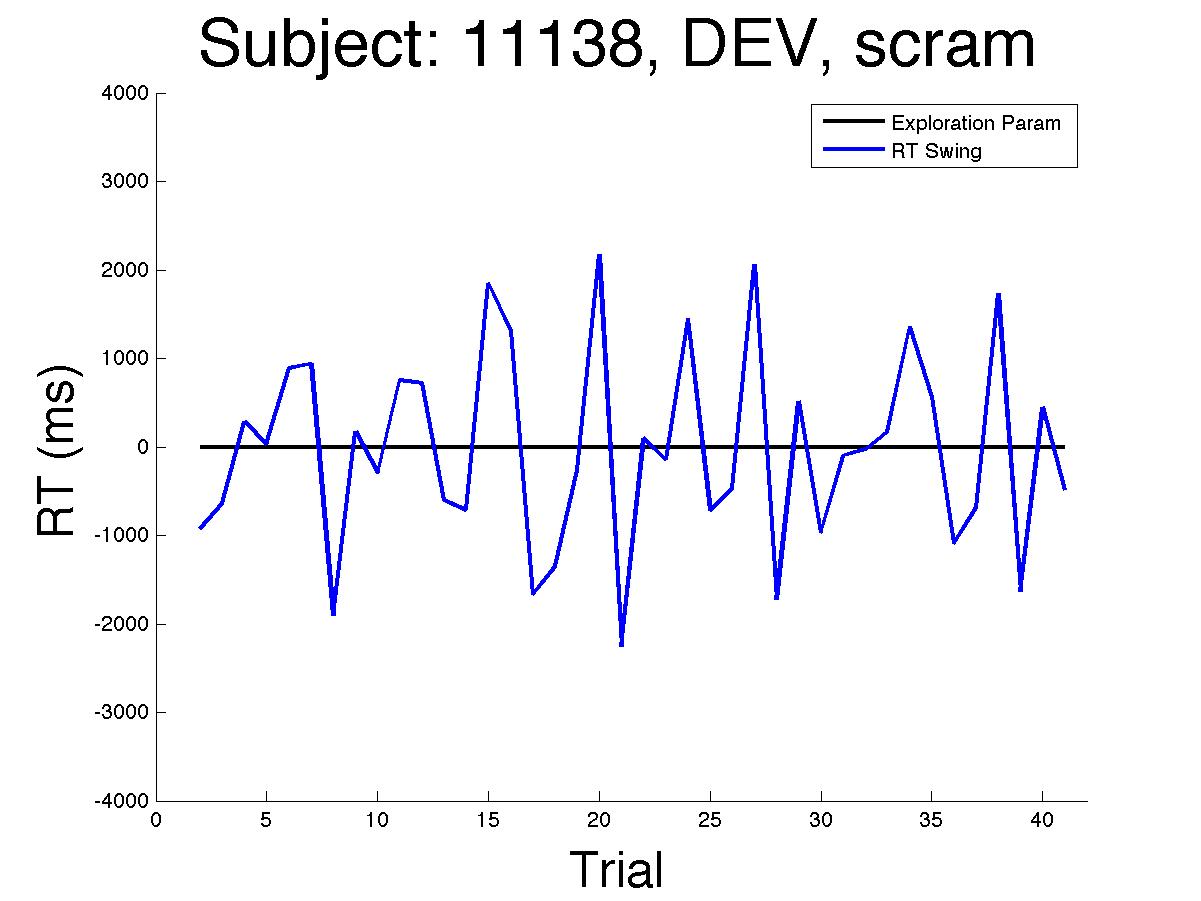 Subject: 11138, DEV, scram
4000
3000
2000
1000
0
-1000
-2000
-3000
-4000
RT (ms)
Exploration Param
RT Swing
0 5 10 15 20 25 30 35 40
Trial